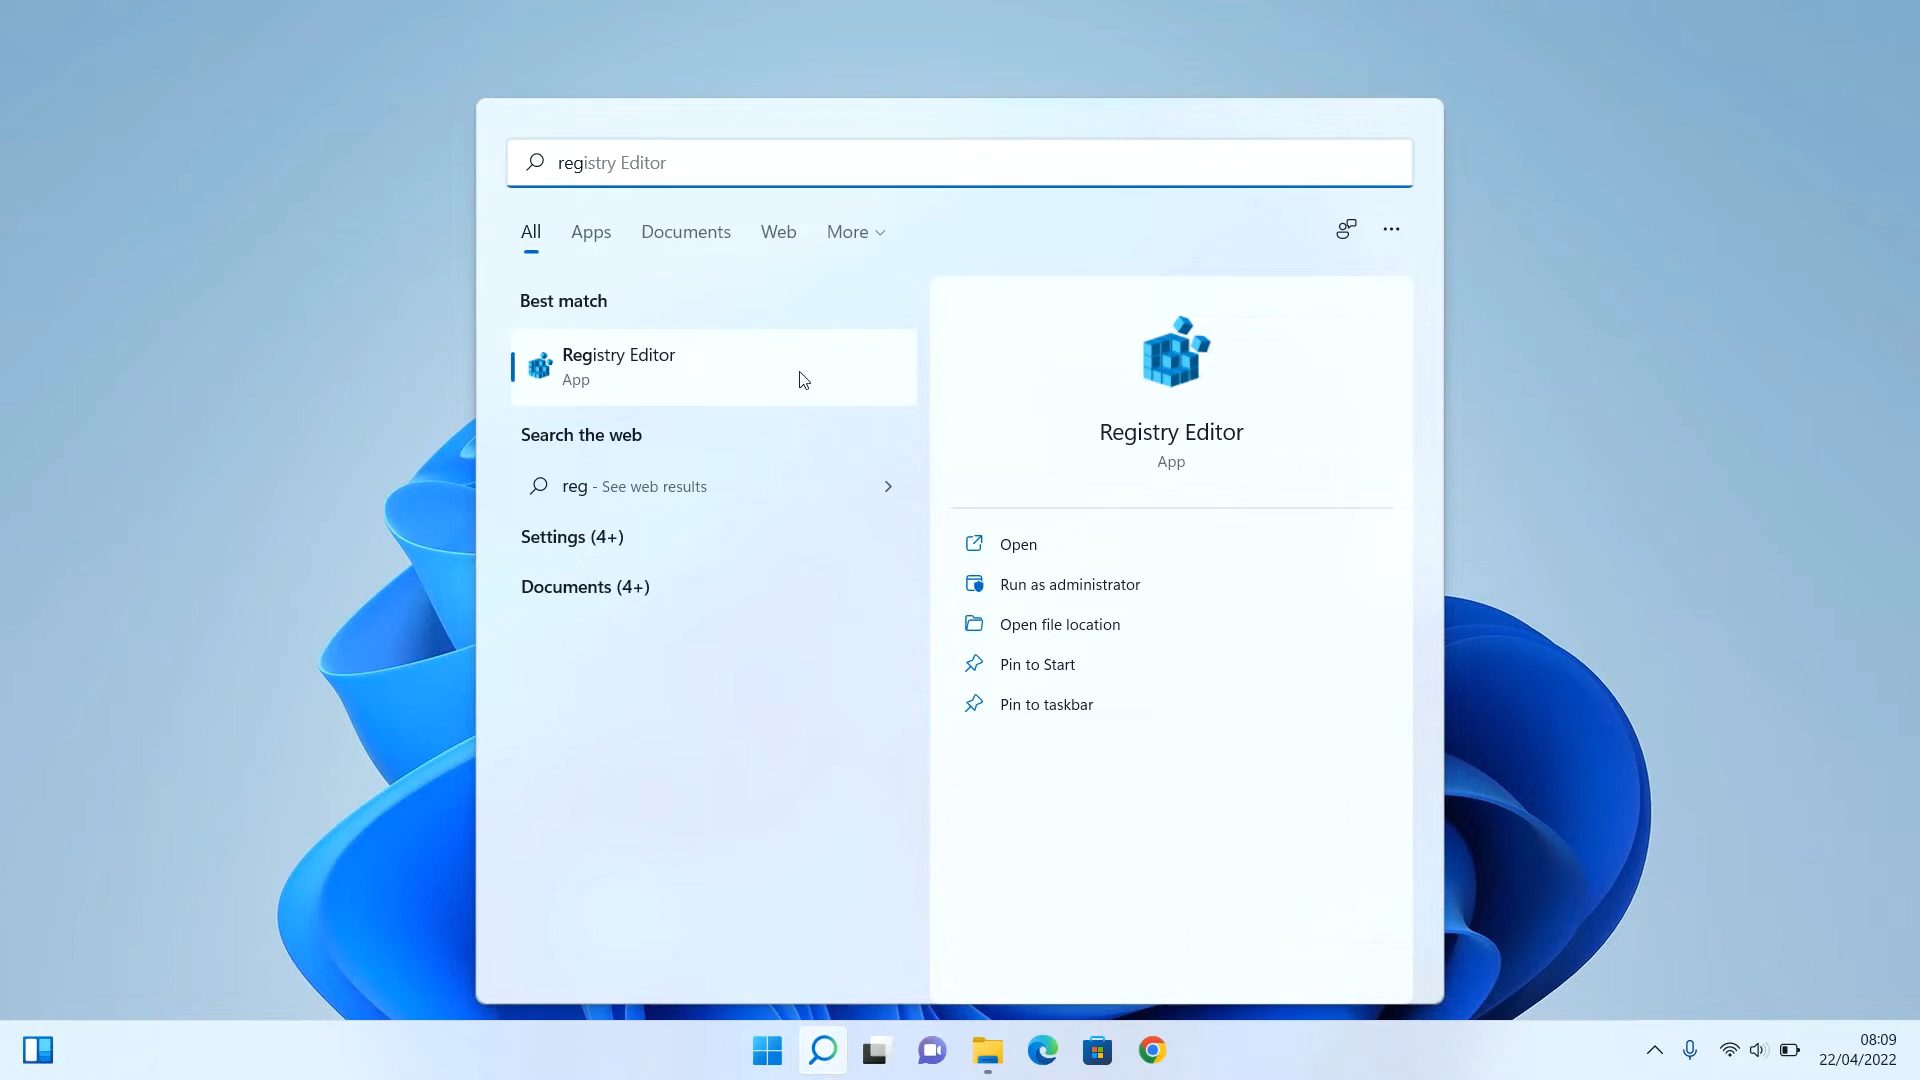 registry Editor
All Apps Documents Web More
Best match
Registry Editor
App
Search the web
reg - See web results
Settings (4+)
Documents (4+)
Registry Editor
App
Open
Run as administrator
Open file location
Pin to Start
Pin to taskbar
08:09
22/04/2022